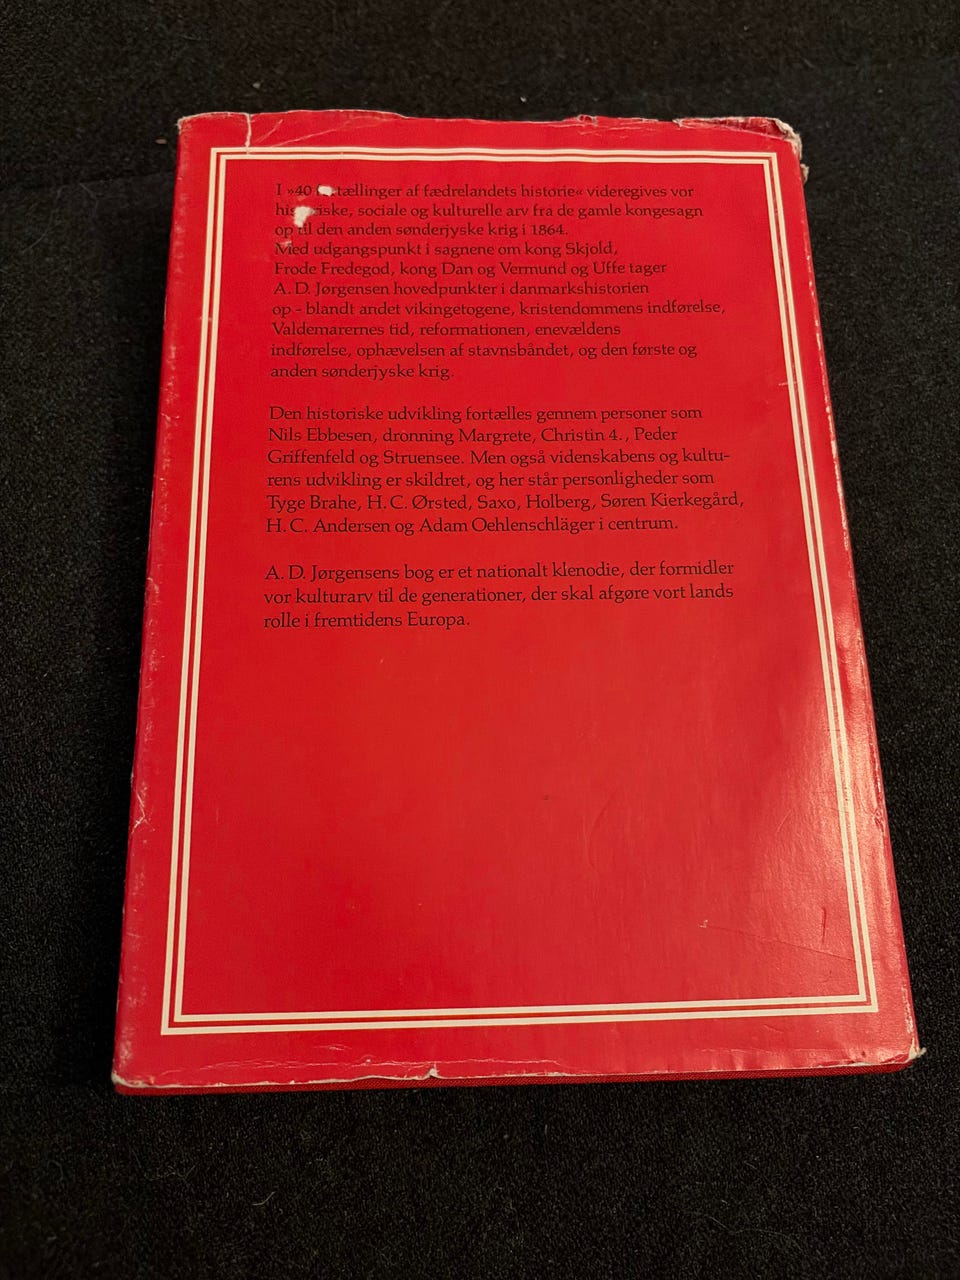 I »40 fortællinger af fædrelandets historie« videregives vor
historiske, sociale og kulturelle arv fra de gamle kongesagn
op til den anden sønderjyske krig i 1864.
Med udgangspunkt i sagnene om kong Skjold,
Frode Fredegod, kong Dan og Vermund og Uffe tager
A. D. Jørgensen hovedpunkter i danmarkshistorien
op - blandt andet vikingetogene, kristendommens indførelse,
Valdemarernes tid, reformationen, enevældens
indførelse, ophævelsen af stavnsbåndet, og den første og
anden sønderjyske krig.
Den historiske udvikling fortælles gennem personer som
Nils Ebbesen, dronning Margrete, Christin 4., Peder
Griffenfeld og Struensee. Men også videnskabens og kultu-
rens udvikling er skildret, og her står personligheder som
Tyge Brahe, H. C. Ørsted, Saxo, Holberg, Søren Kierkegård,
H. C. Andersen og Adam Oehlenschläger i centrum.
A. D. Jørgensens bog er et nationalt klenodie, der formidler
vor kulturarv til de generationer, der skal afgøre vort lands
rolle i fremtidens Europa.